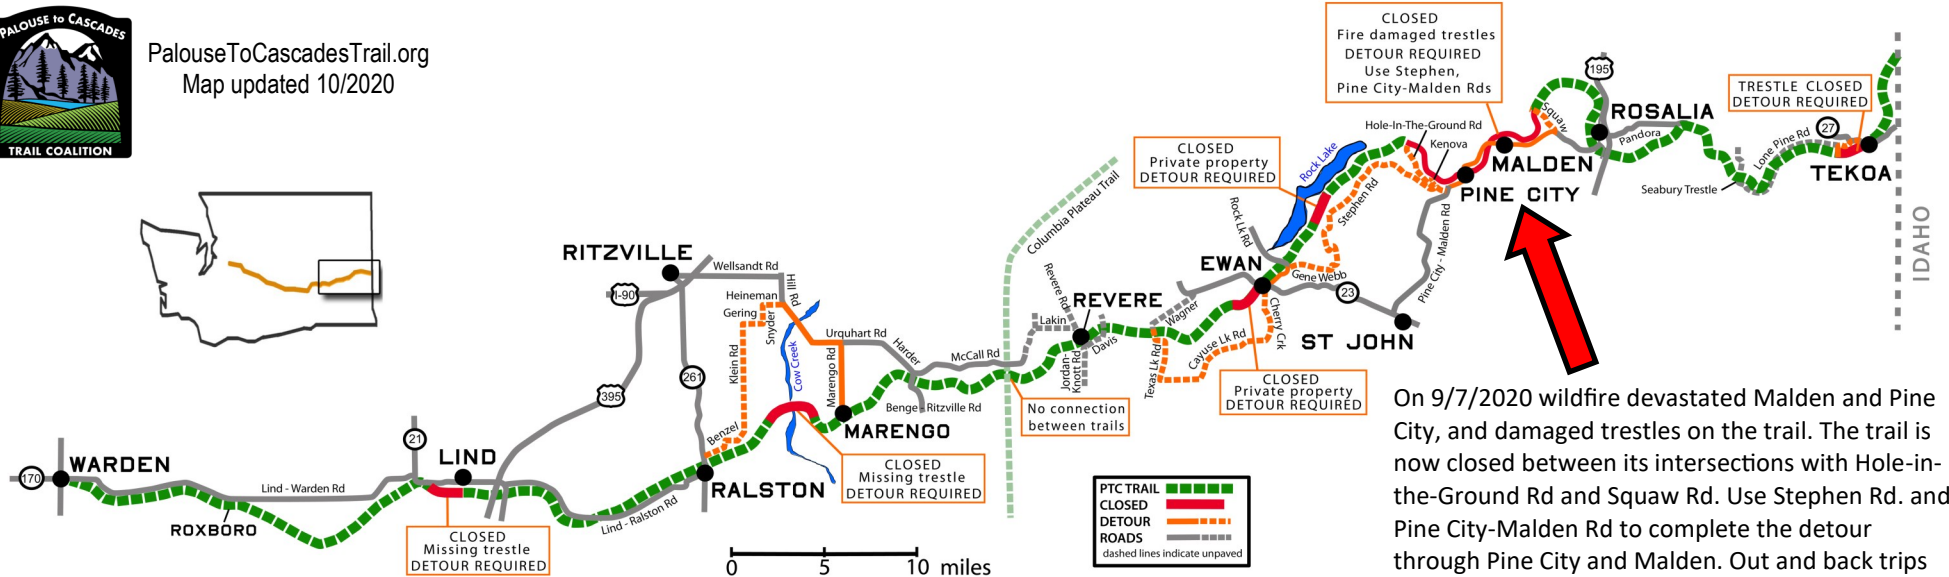 PALOUSE to CASCADES
TRAIL COALITION
PalouseToCascadesTrail.org
Map updated 10/2020
CLOSED
Fire damaged trestles
DETOUR REQUIRED
Use Stephen,
Pine City-Malden Rds
195
ROSALIA
TRESTLE CLOSED
DETOUR REQUIRED
27
Lone Pine Rd
TEKOA
IDAHO
Pandora
Seabury Trestle
Squaw
Hole-In-The-Ground Rd
Kenova
MALDEN
PINE CITY
CLOSED
Private property
DETOUR REQUIRED
Rock Lake
Stephen Rd
Rock Lk Rd
Pine City - Malden Rd
EWAN
Gene Webb
23
ST JOHN
Columbia Plateau Trail
RITZVILLE
Wellsandt Rd
I-90
Heineman
Hill Rd
Gering
Snyder
Klein Rd
Cow Creek
Urquhart Rd
Marengo Rd
Harder
McCall Rd
Revere Rd
REVERE
Lakin
Jordan-
Knott Rd
Davis
Wagner
Texas Lk Rd
Cayuse Lk Rd
Cherry Crk
CLOSED
Private property
DETOUR REQUIRED
261
395
Benzel
Benge - Ritzville Rd
No connection
between trails
MARENGO
CLOSED
Missing trestle
DETOUR REQUIRED
21
LIND
170
WARDEN
Lind - Warden Rd
ROXBORO
CLOSED
Missing trestle
DETOUR REQUIRED
Lind - Ralston Rd
RALSTON
0 5 10 miles
PTC TRAIL
CLOSED
DETOUR
ROADS
dashed lines indicate unpaved
On 9/7/2020 wildfire devastated Malden and Pine
City, and damaged trestles on the trail. The trail is
now closed between its intersections with Hole-in-
the-Ground Rd and Squaw Rd. Use Stephen Rd. and
Pine City-Malden Rd to complete the detour
through Pine City and Malden. Out and back trips